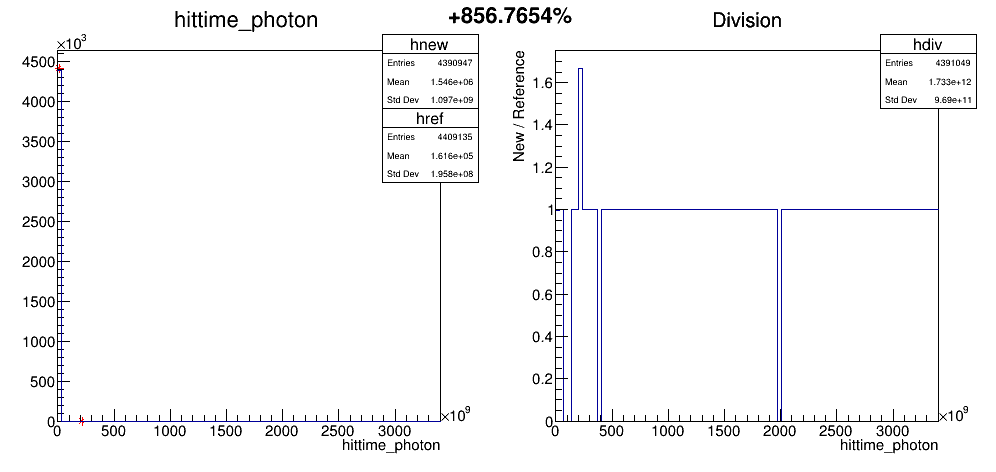 hittime_photon
+856.7654%
Division
×10³
hnew
Entries 4390947
Mean 1.546e+06
Std Dev 1.097e+09
href
Entries 4409135
Mean 1.616e+05
Std Dev 1.958e+08
4500
4000
3500
3000
2500
2000
1500
1000
500
0
0 500 1000 1500 2000 2500 3000
×10⁹
hittime_photon
hdiv
Entries 4391049
Mean 1.733e+12
Std Dev 9.69e+11
New / Reference
1.6
1.4
1.2
1
0.8
0.6
0.4
0.2
0
0 500 1000 1500 2000 2500 3000
×10⁹
hittime_photon